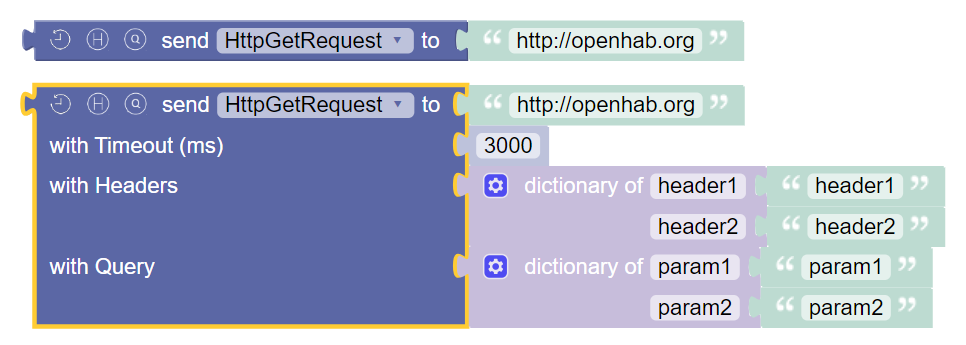 H send HttpGetRequest ▾ to “ http://openhab.org ”
H send HttpGetRequest ▾ to “ http://openhab.org ”
with Timeout (ms) 3000
with Headers dictionary of header1 “ header1 ”
header2 “ header2 ”
with Query dictionary of param1 “ param1 ”
param2 “ param2 ”